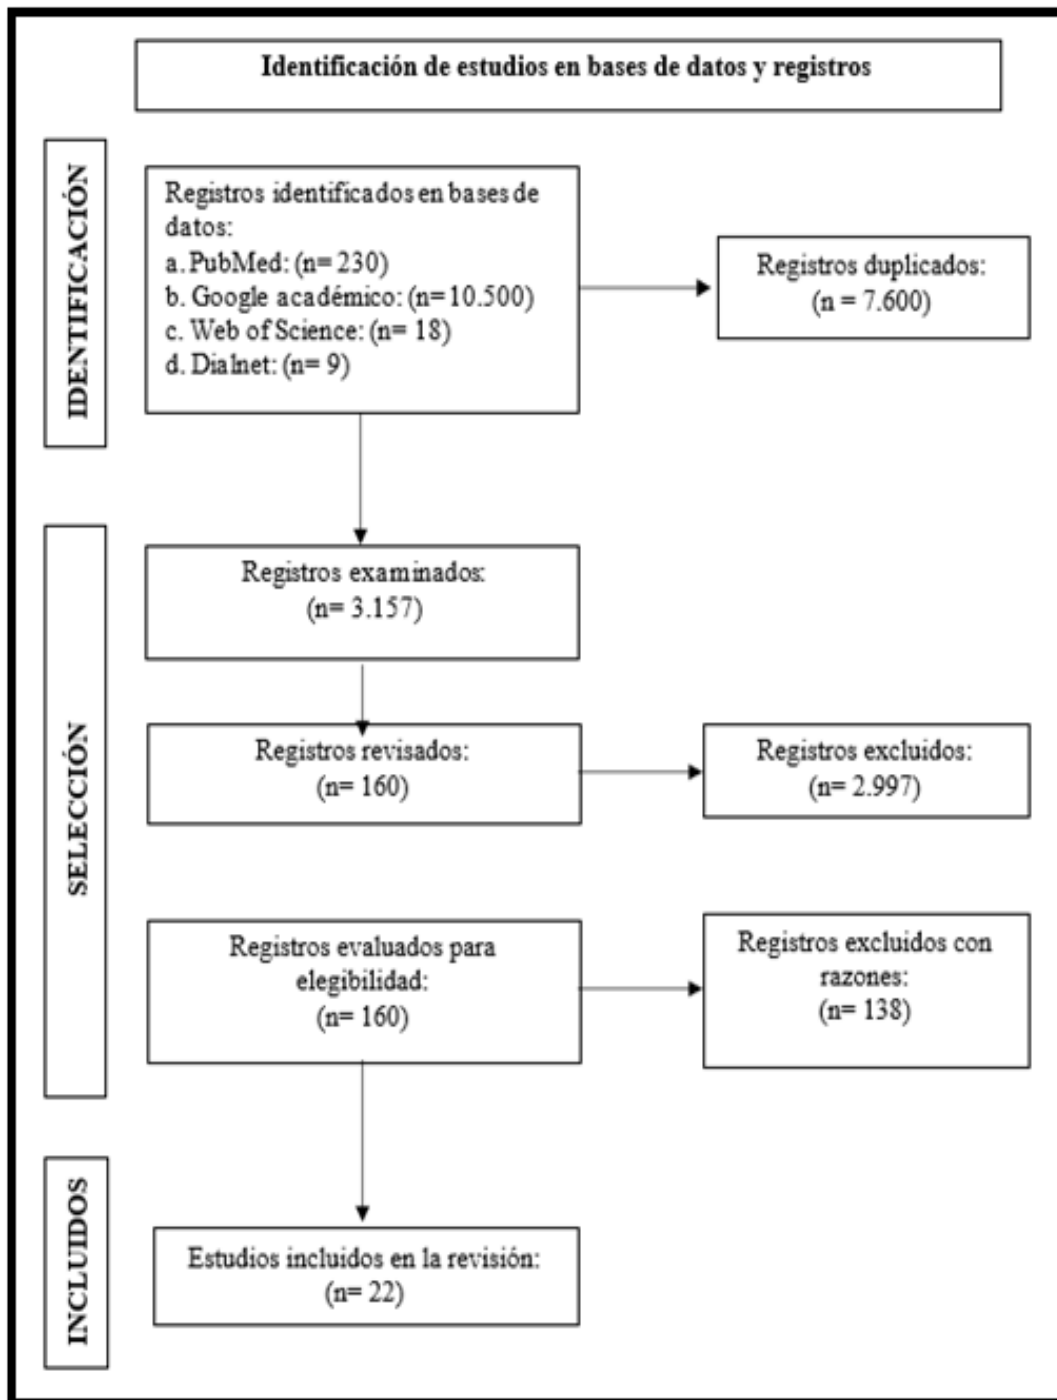 Identificación de estudios en bases de datos y registros
IDENTIFICACIÓN
Registros identificados en bases de
datos:
a. PubMed: (n= 230)
b. Google académico: (n= 10.500)
c. Web of Science: (n= 18)
d. Dialnet: (n= 9)
Registros duplicados:
(n = 7.600)
SELECCIÓN
Registros examinados:
(n= 3.157)
Registros revisados:
(n= 160)
Registros excluidos:
(n= 2.997)
Registros evaluados para
elegibilidad:
(n= 160)
Registros excluidos con
razones:
(n= 138)
INCLUIDOS
Estudios incluidos en la revisión:
(n= 22)